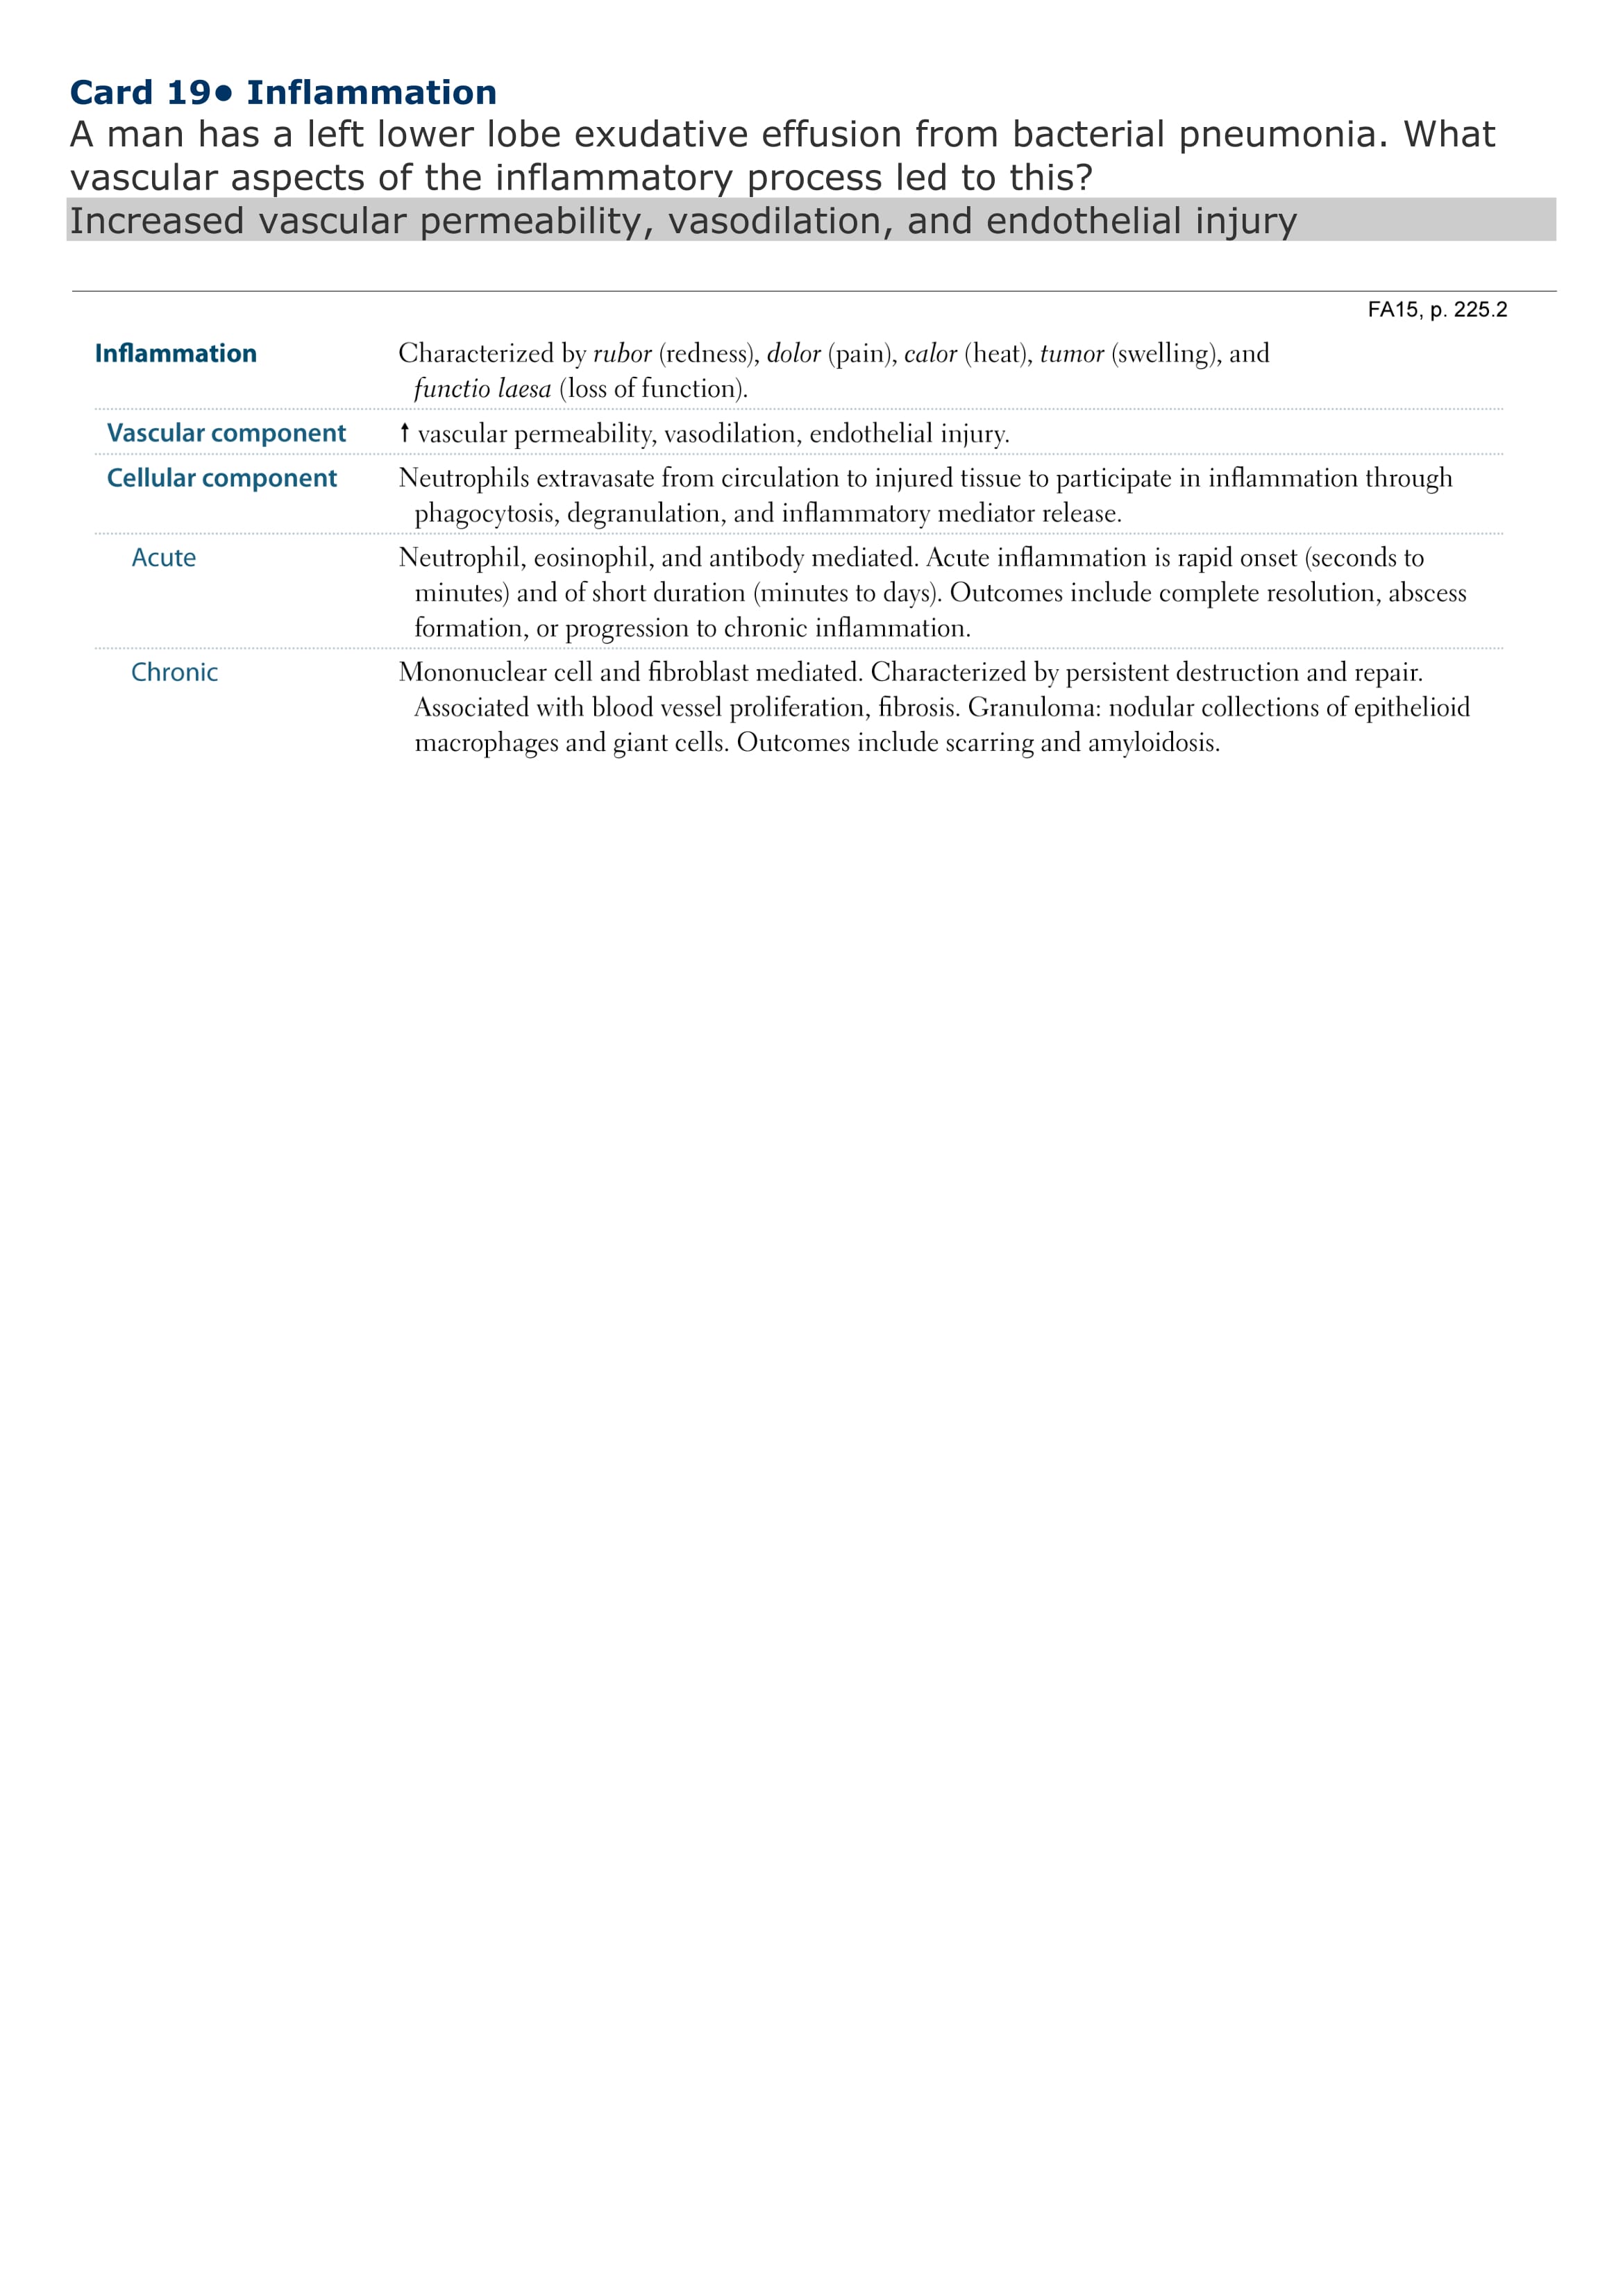 Card 19● Inflammation
A man has a left lower lobe exudative effusion from bacterial pneumonia. What
vascular aspects of the inflammatory process led to this?
Increased vascular permeability, vasodilation, and endothelial injury
FA15, p. 225.2
Inflammation Characterized by rubor (redness), dolor (pain), calor (heat), tumor (swelling), and
functio laesa (loss of function).
Vascular component ↑ vascular permeability, vasodilation, endothelial injury.
Cellular component Neutrophils extravasate from circulation to injured tissue to participate in inflammation through
phagocytosis, degranulation, and inflammatory mediator release.
Acute Neutrophil, eosinophil, and antibody mediated. Acute inflammation is rapid onset (seconds to
minutes) and of short duration (minutes to days). Outcomes include complete resolution, abscess
formation, or progression to chronic inflammation.
Chronic Mononuclear cell and fibroblast mediated. Characterized by persistent destruction and repair.
Associated with blood vessel proliferation, fibrosis. Granuloma: nodular collections of epithelioid
macrophages and giant cells. Outcomes include scarring and amyloidosis.